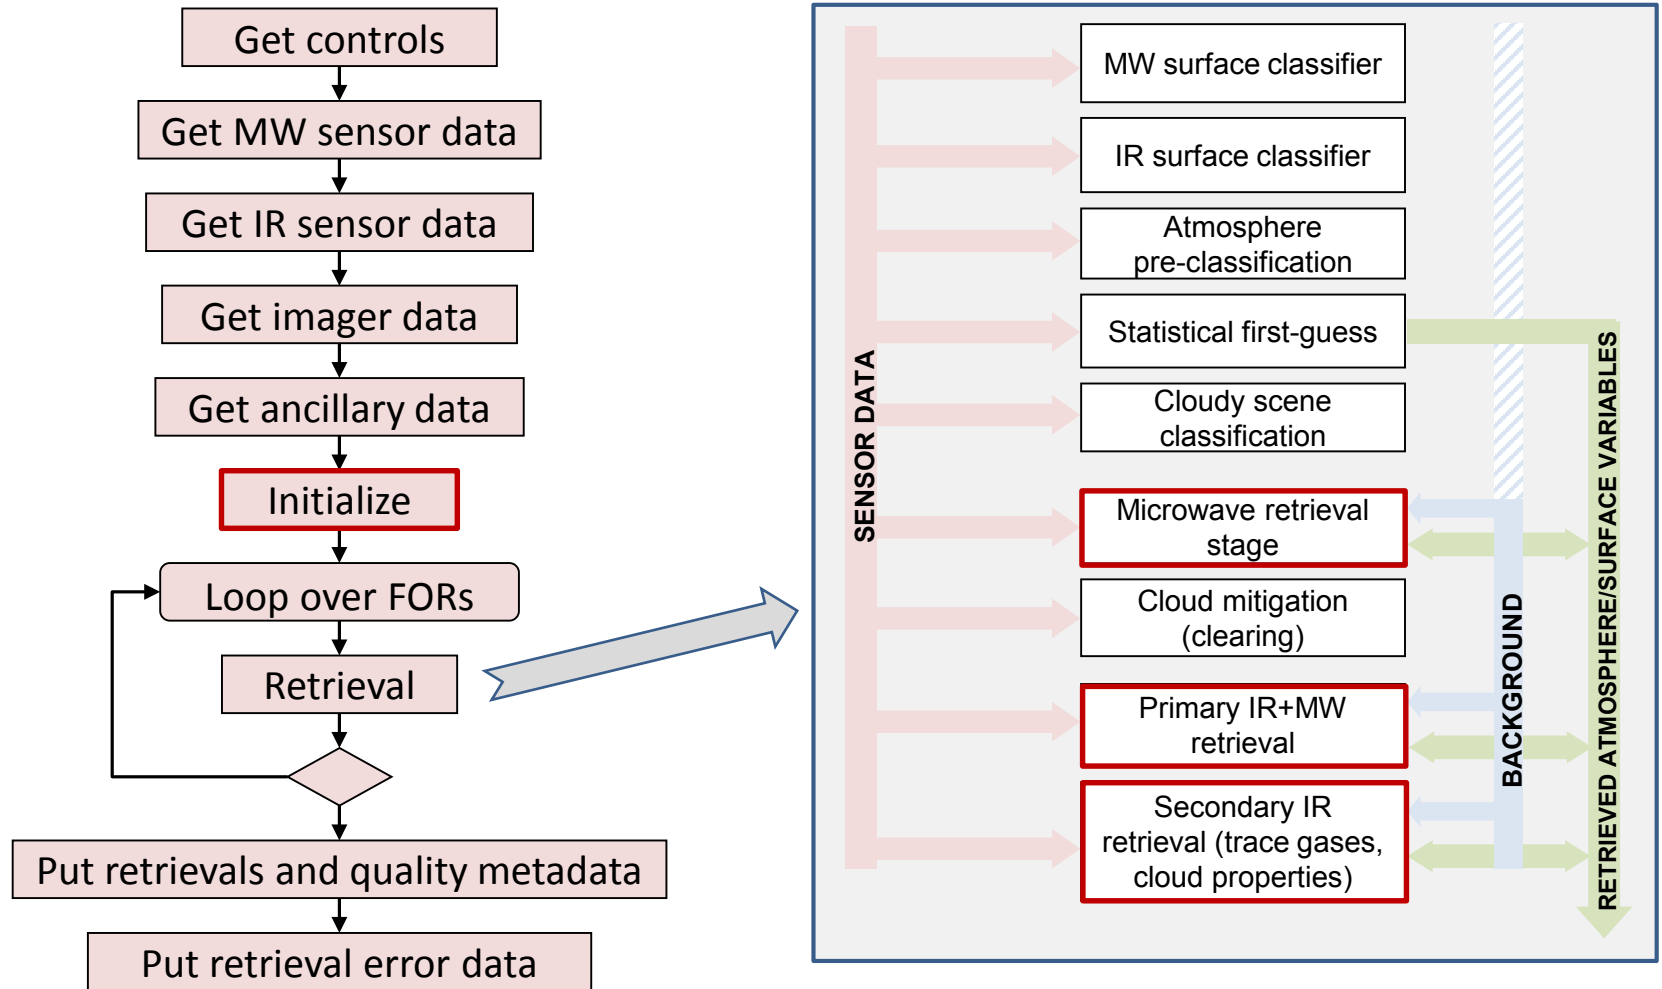 Get controls
Get MW sensor data
Get IR sensor data
Get imager data
Get ancillary data
Initialize
Loop over FORs
Retrieval
Put retrievals and quality metadata
Put retrieval error data
SENSOR DATA
MW surface classifier
IR surface classifier
Atmosphere
pre-classification
Statistical first-guess
Cloudy scene
classification
Microwave retrieval
stage
Cloud mitigation
(clearing)
Primary IR+MW
retrieval
Secondary IR
retrieval (trace gases,
cloud properties)
BACKGROUND
RETRIEVED ATMOSPHERE/SURFACE VARIABLES